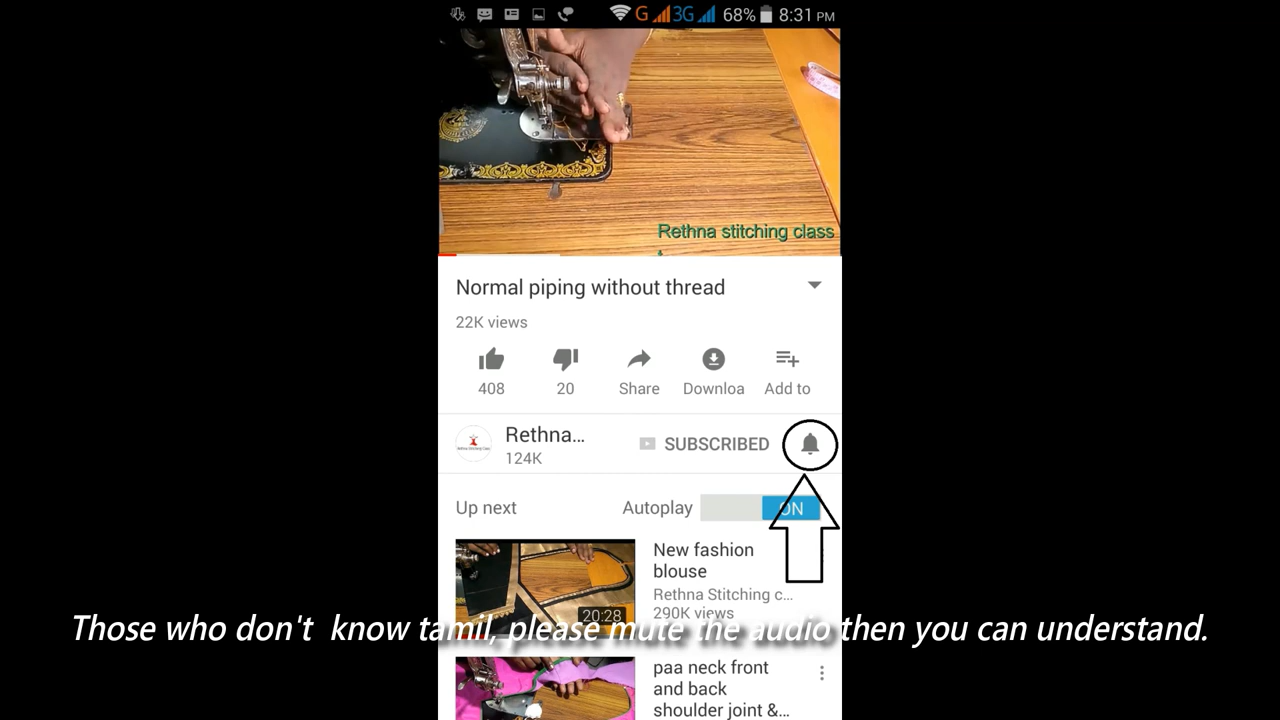 G 3G 68% 8:31 PM
Rethna stitching class
Normal piping without thread
22K views
408 20 Share Downloa Add to
Rethna... SUBSCRIBED
124K
Up next Autoplay ON
New fashion
blouse
Rethna Stitching c...
290K views
20:28
Those who don't know tamil, please mute the audio then you can understand.
paa neck front
and back
shoulder joint &...